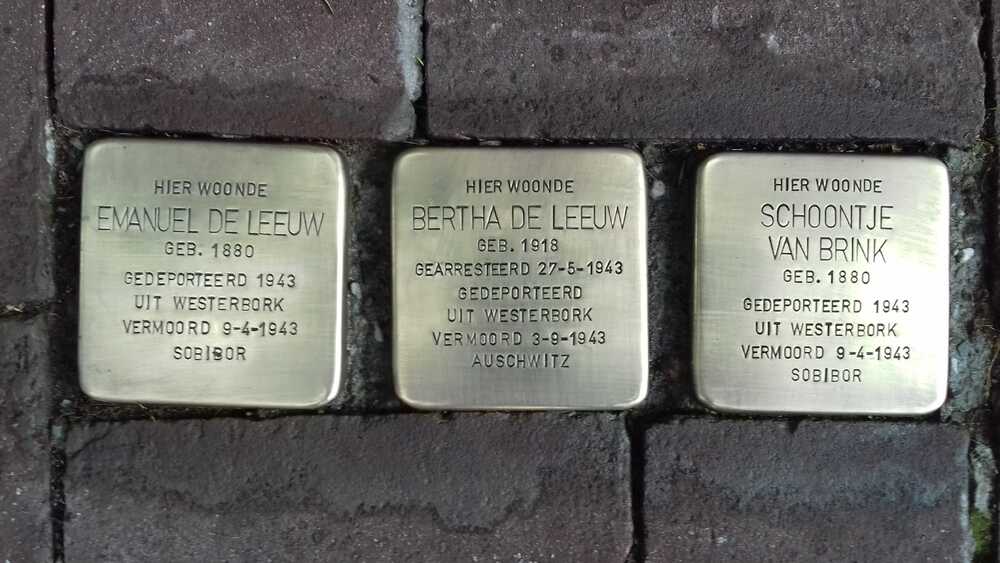 HIER WOONDE
EMANUEL DE LEEUW
GEB. 1880
GEDEPORTEERD 1943
UIT WESTERBORK
VERMOORD 9-4-1943
SOBIBOR
HIER WOONDE
BERTHA DE LEEUW
GEB. 1918
GEARRESTEERD 27-5-1943
GEDEPORTEERD
UIT WESTERBORK
VERMOORD 3-9-1943
AUSCHWITZ
HIER WOONDE
SCHOONTJE
VAN BRINK
GEB. 1880
GEDEPORTEERD 1943
UIT WESTERBORK
VERMOORD 9-4-1943
SOBIBOR